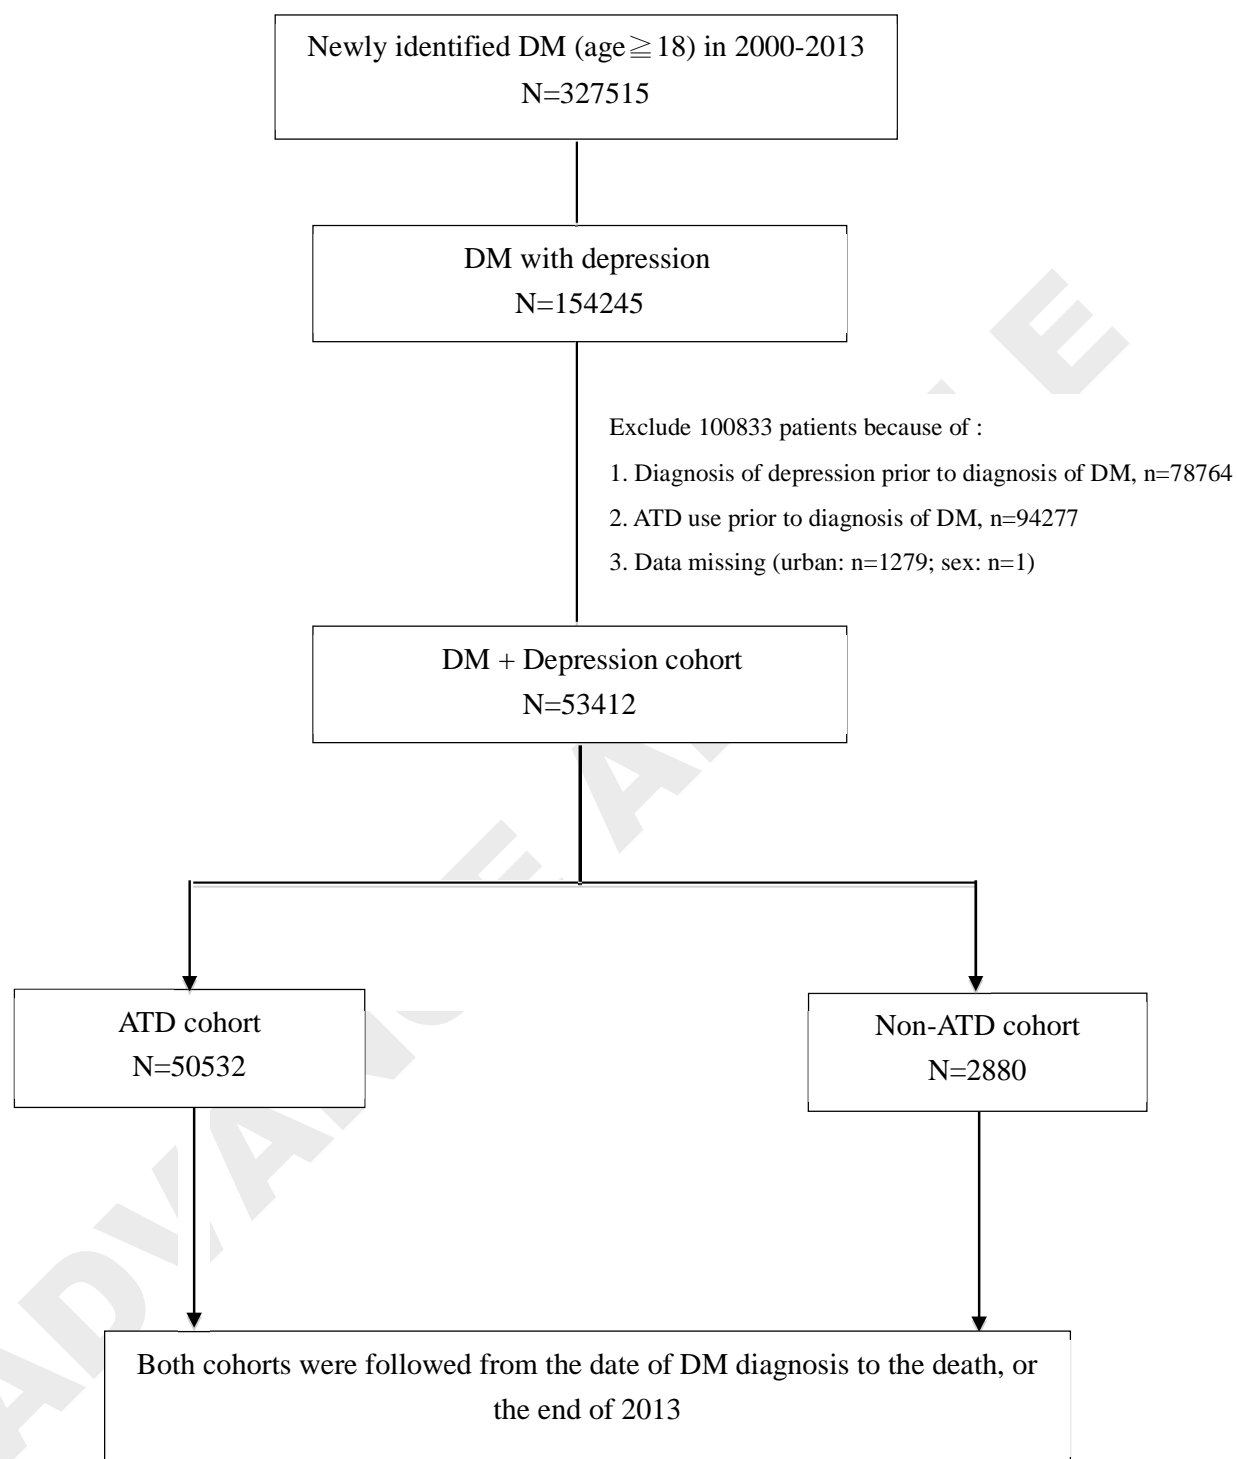 Newly identified DM (age≧18) in 2000-2013
N=327515
DM with depression
N=154245
Exclude 100833 patients because of :
1. Diagnosis of depression prior to diagnosis of DM, n=78764
2. ATD use prior to diagnosis of DM, n=94277
3. Data missing (urban: n=1279; sex: n=1)
DM + Depression cohort
N=53412
ATD cohort
N=50532
Non-ATD cohort
N=2880
Both cohorts were followed from the date of DM diagnosis to the death, or
the end of 2013